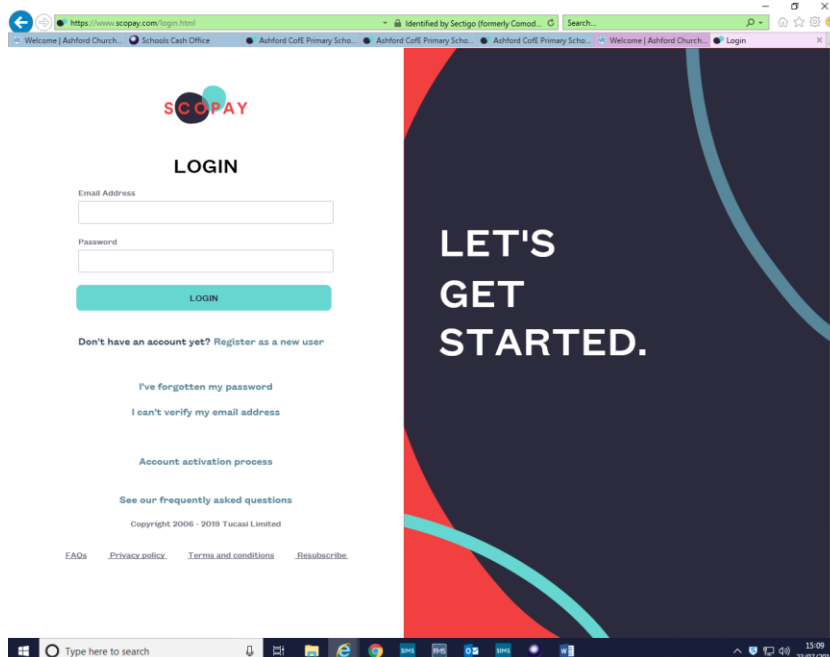 https://www.scopay.com/login.html
Identified by Sectigo (formerly Comod...
Search...
Welcome | Ashford Church...
Schools Cash Office
Ashford CofE Primary Scho...
Ashford CofE Primary Scho...
Ashford CofE Primary Scho...
Welcome | Ashford Church...
Login
SCOPAY
LOGIN
Email Address
Password
LOGIN
Don't have an account yet? Register as a new user
I've forgotten my password
I can't verify my email address
Account activation process
See our frequently asked questions
Copyright 2006 - 2019 Tucasi Limited
FAQs Privacy policy Terms and conditions Resubscribe
LET'S
GET
STARTED.
Type here to search
SIMS
FMS
SIMS
15:09